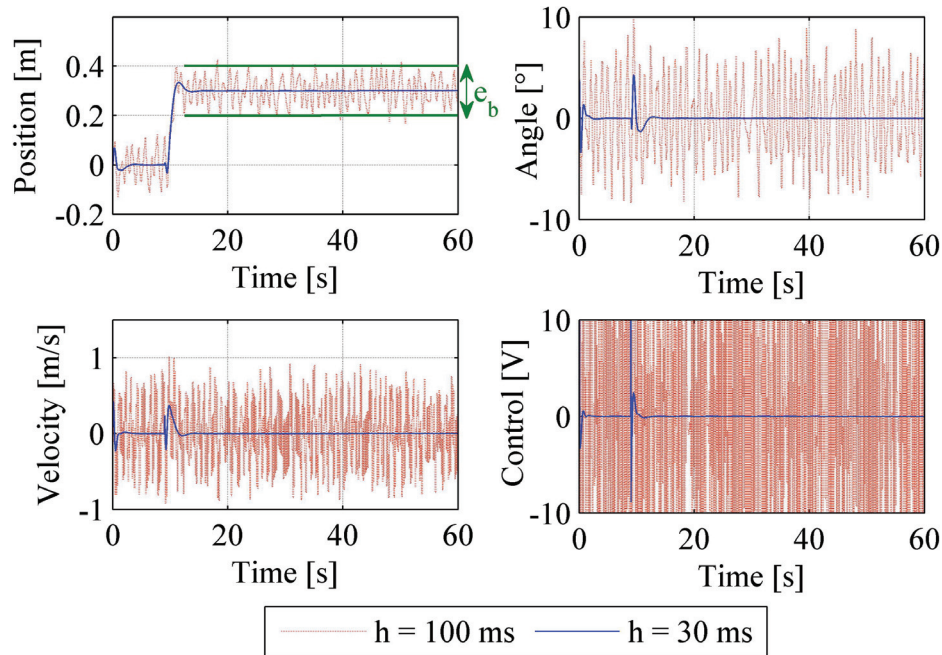 Position [m]
0.4
0.2
0
-0.2
0 20 40 60
Time [s]
e_b
Angle [°]
10
0
-10
0 20 40 60
Time [s]
Velocity [m/s]
1
0
-1
0 20 40 60
Time [s]
Control [V]
10
0
-10
0 20 40 60
Time [s]
h = 100 ms h = 30 ms